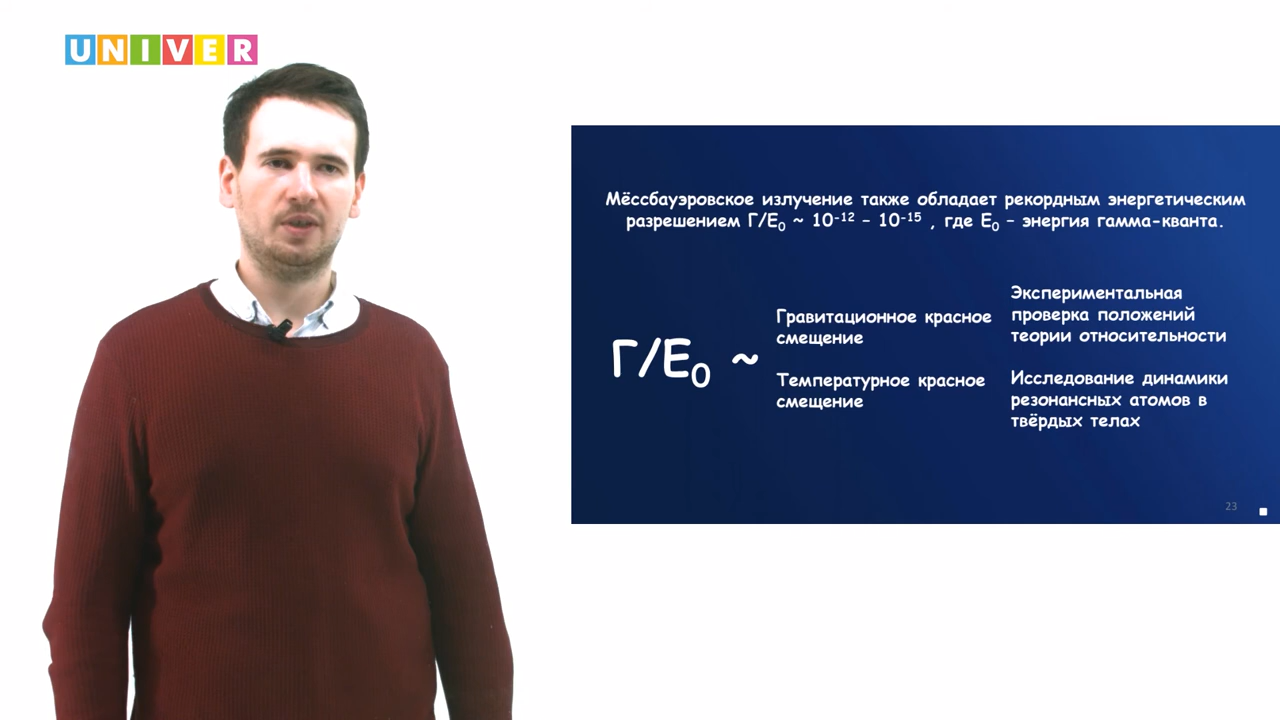 UNIVER
Мёссбауэровское излучение также обладает рекордным энергетическим
разрешением Г/E₀ ~ 10⁻¹² – 10⁻¹⁵ , где E₀ – энергия гамма-кванта.
Г/E₀ ~
Гравитационное красное
смещение
Температурное красное
смещение
Экспериментальная
проверка положений
теории относительности
Исследование динамики
резонансных атомов в
твёрдых телах
23